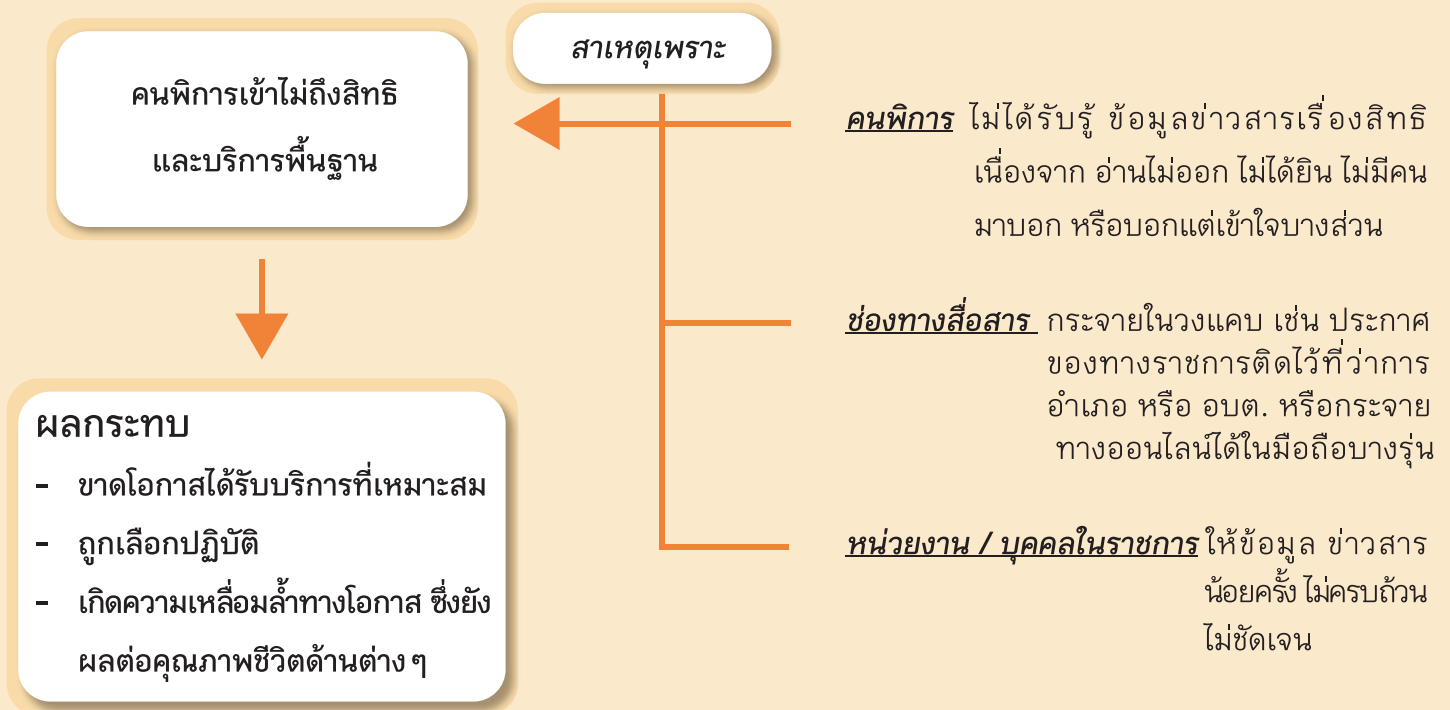 คนพิการเข้าไม่ถึงสิทธิ
และบริการพื้นฐาน
สาเหตุเพราะ
คนพิการ ไม่ได้รับรู้ ข้อมูลข่าวสารเรื่องสิทธิ
เนื่องจาก อ่านไม่ออก ไม่ได้ยิน ไม่มีคน
มาบอก หรือบอกแต่เข้าใจบางส่วน
ช่องทางสื่อสาร กระจายในวงแคบ เช่น ประกาศ
ของทางราชการติดไว้ที่ว่าการ
อำเภอ หรือ อบต. หรือกระจาย
ทางออนไลน์ได้ในมือถือบางรุ่น
หน่วยงาน / บุคคลในราชการ ให้ข้อมูล ข่าวสาร
น้อยครั้ง ไม่ครบถ้วน
ไม่ชัดเจน
ผลกระทบ
- ขาดโอกาสได้รับบริการที่เหมาะสม
- ถูกเลือกปฏิบัติ
- เกิดความเหลื่อมล้ำทางโอกาส ซึ่งยัง
ผลต่อคุณภาพชีวิตด้านต่าง ๆ